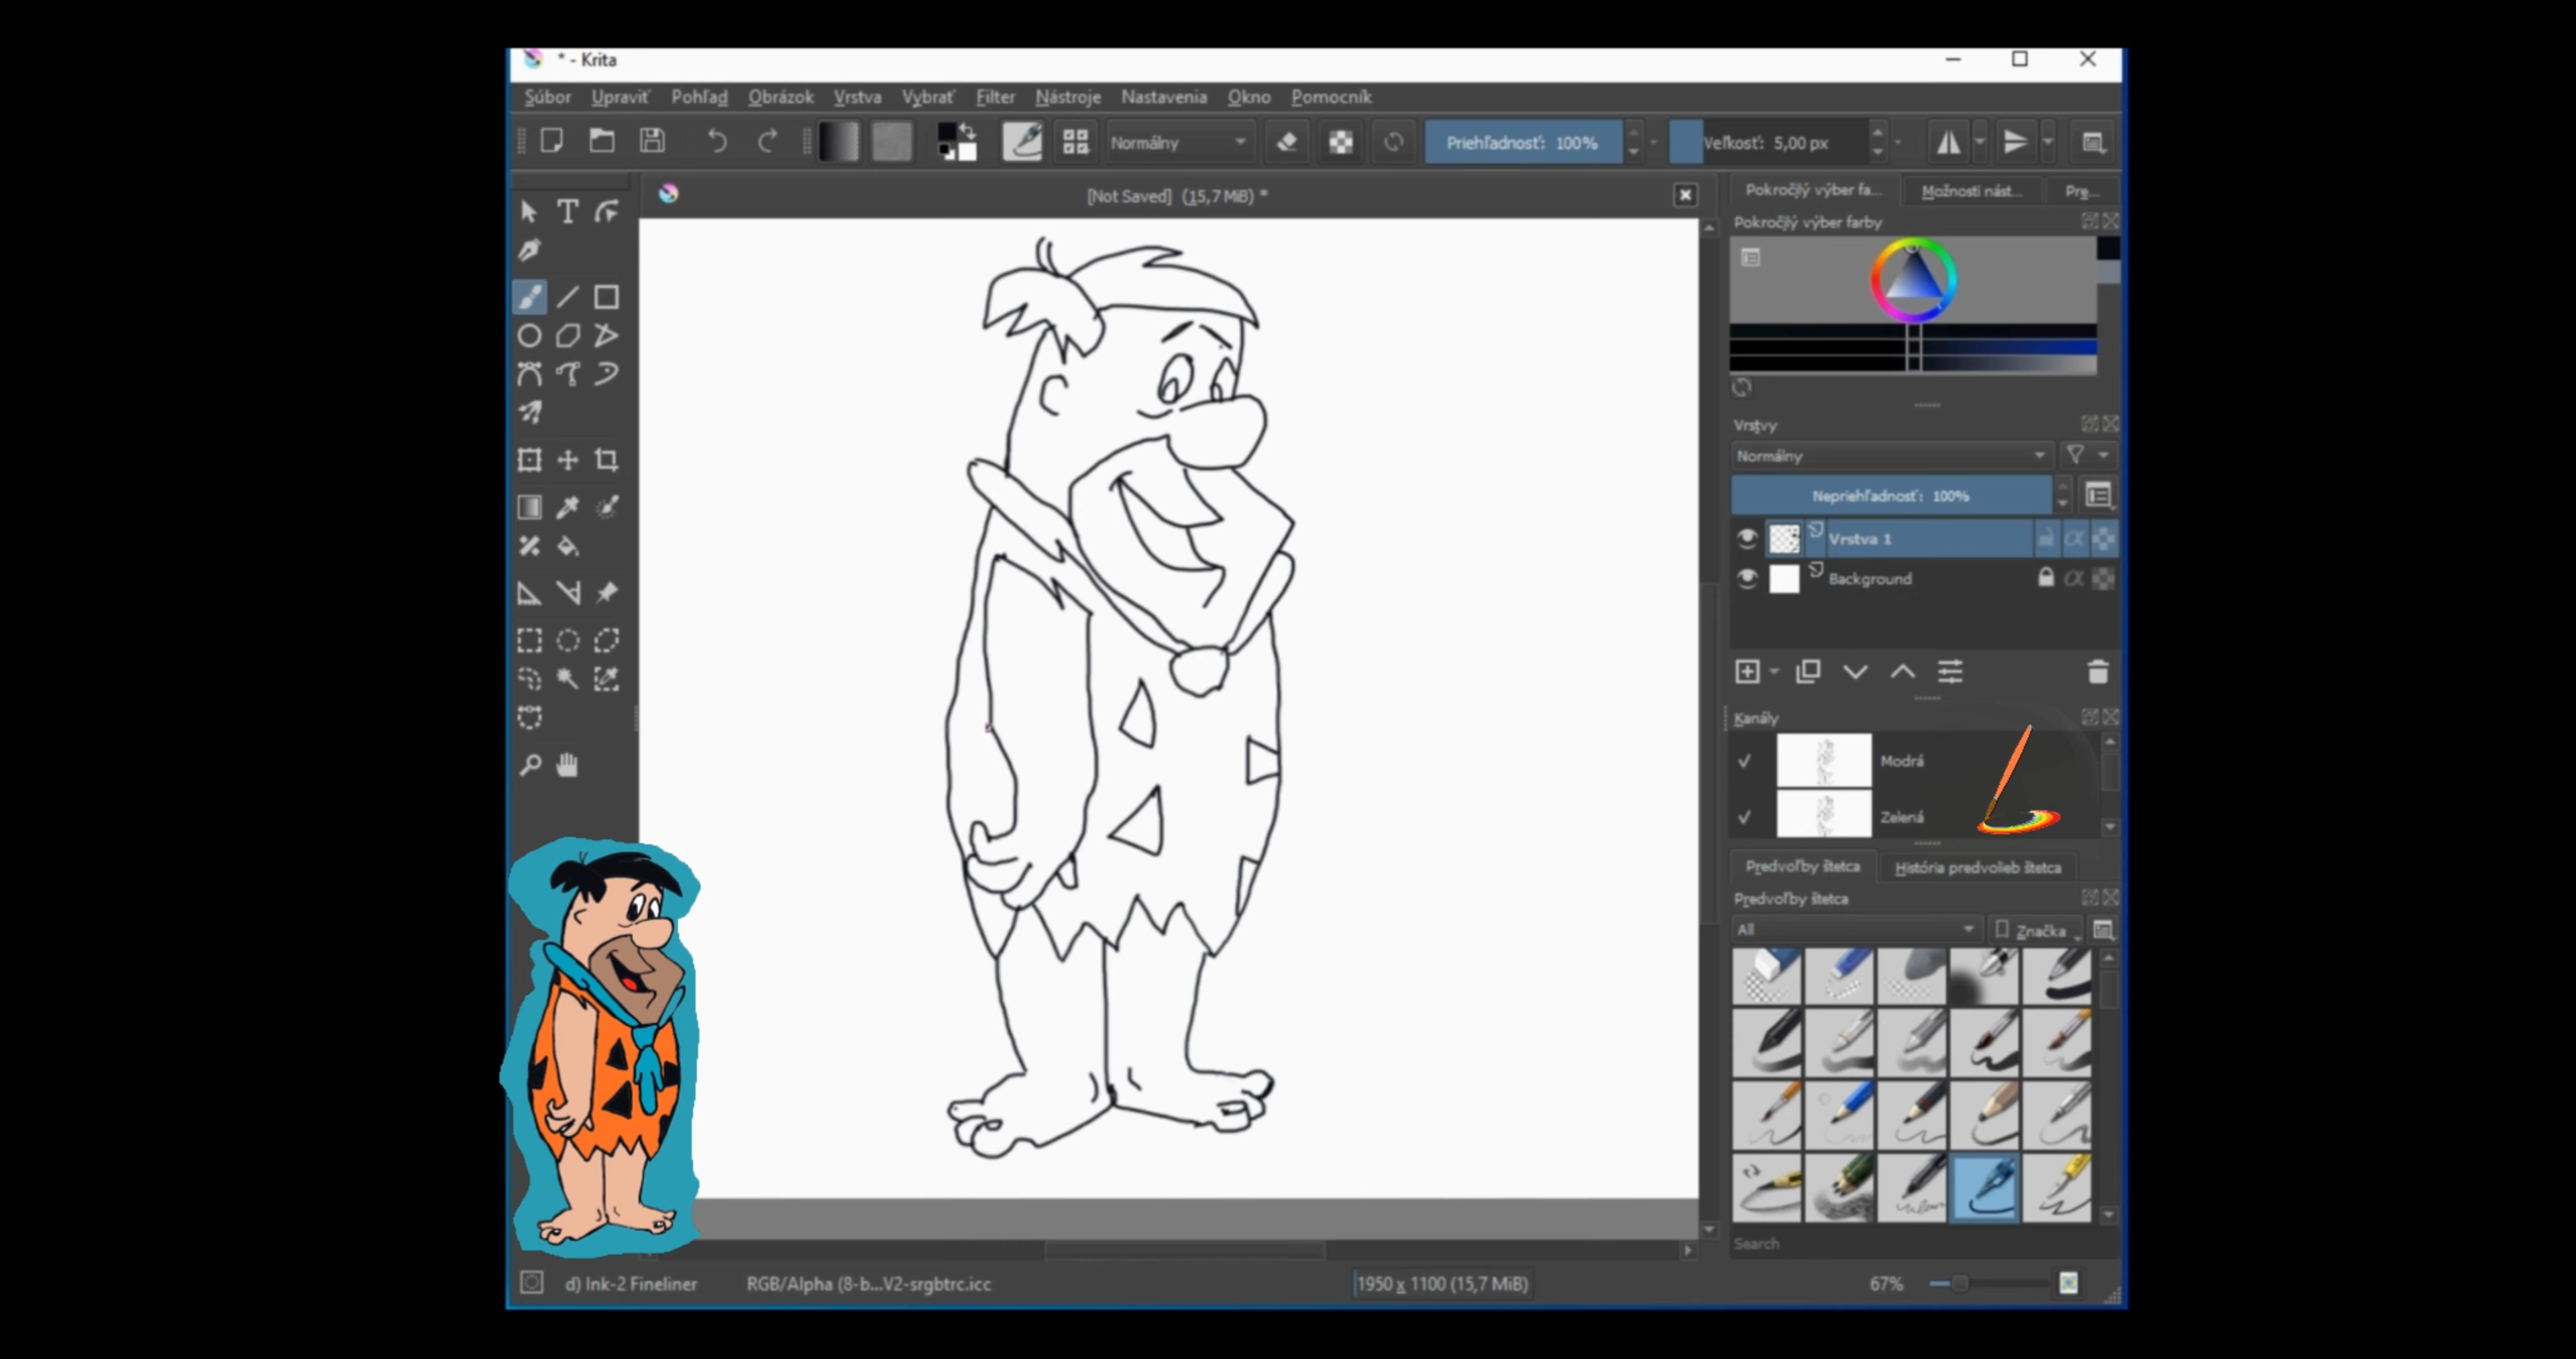 * - Krita
Súbor Upraviť Pohľad Obrázok Vrstva Vybrať Filter Nástroje Nastavenia Okno Pomocník
Normálny Priehľadnosť: 100% Veľkosť: 5,00 px
[Not Saved] (15,7 MiB) *
Pokročilý výber fa... Možnosti nást... Pre...
Pokročilý výber farby
Vrstvy
Normálny
Nepriehľadnosť: 100%
Vrstva 1
Background
Kanály
Modrá
Zelená
Predvoľby štetca História predvolieb štetca
Predvoľby štetca
All Značka
Search
d) Ink-2 Fineliner RGB/Alpha (8-b...V2-srgbtrc.icc 1950 x 1100 (15,7 MiB) 67%